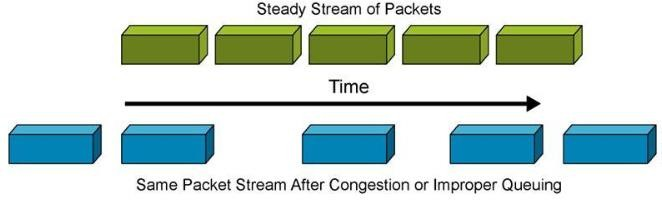 Steady Stream of Packets
Time
Same Packet Stream After Congestion or Improper Queuing